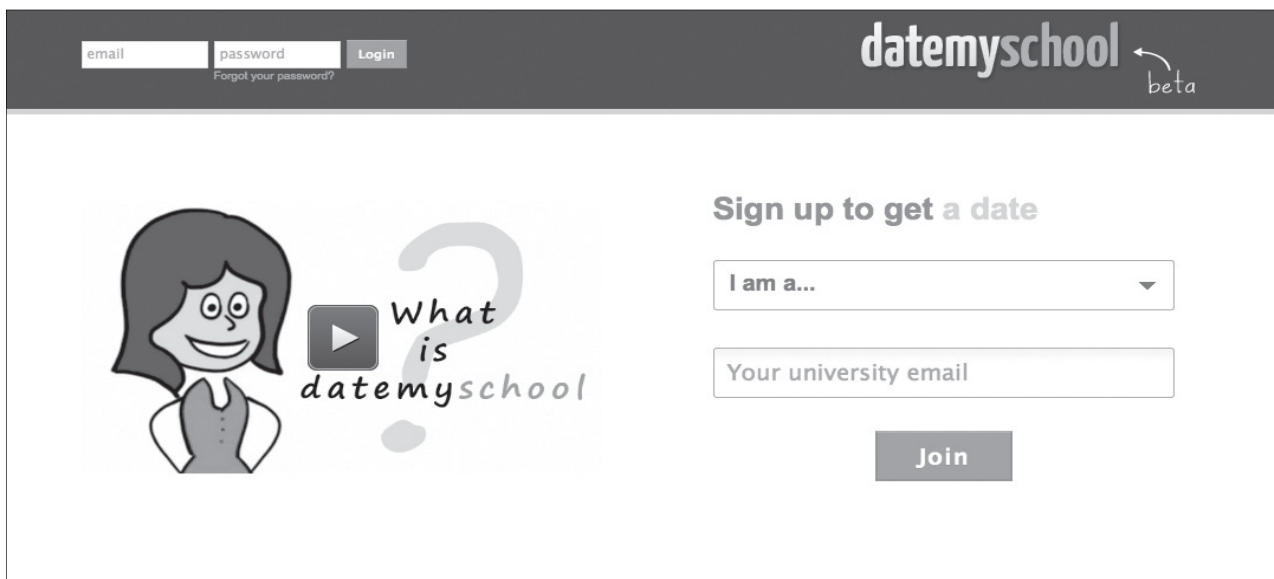 email
password
Login
Forgot your password?
datemyschool
beta
What
is
datemyschool
Sign up to get a date
I am a...
Your university email
Join